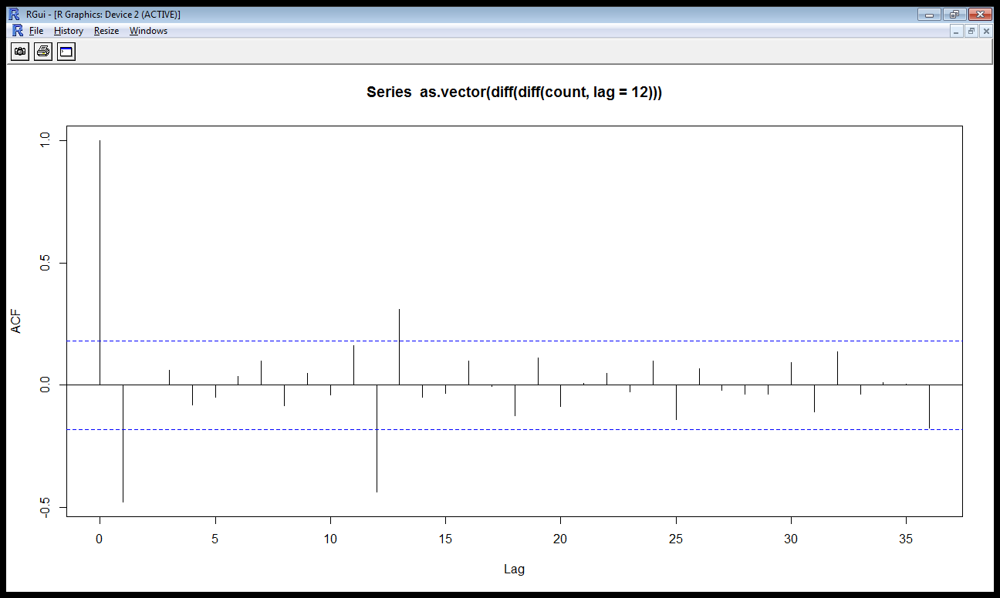 RGui - [R Graphics: Device 2 (ACTIVE)]
File History Resize Windows
Series as.vector(diff(diff(count, lag = 12)))
1.0
0.5
0.0
-0.5
ACF
0 5 10 15 20 25 30 35
Lag